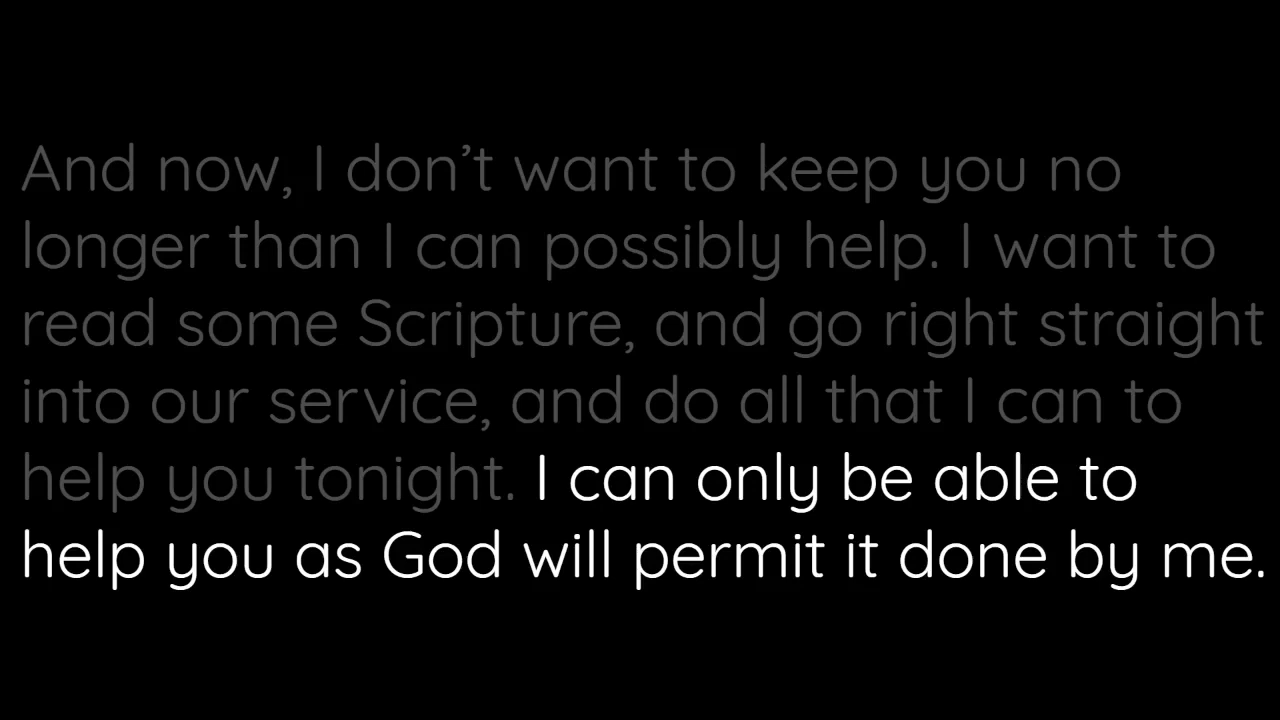 And now, I don’t want to keep you no
longer than I can possibly help. I want to
read some Scripture, and go right straight
into our service, and do all that I can to
help you tonight. I can only be able to
help you as God will permit it done by me.